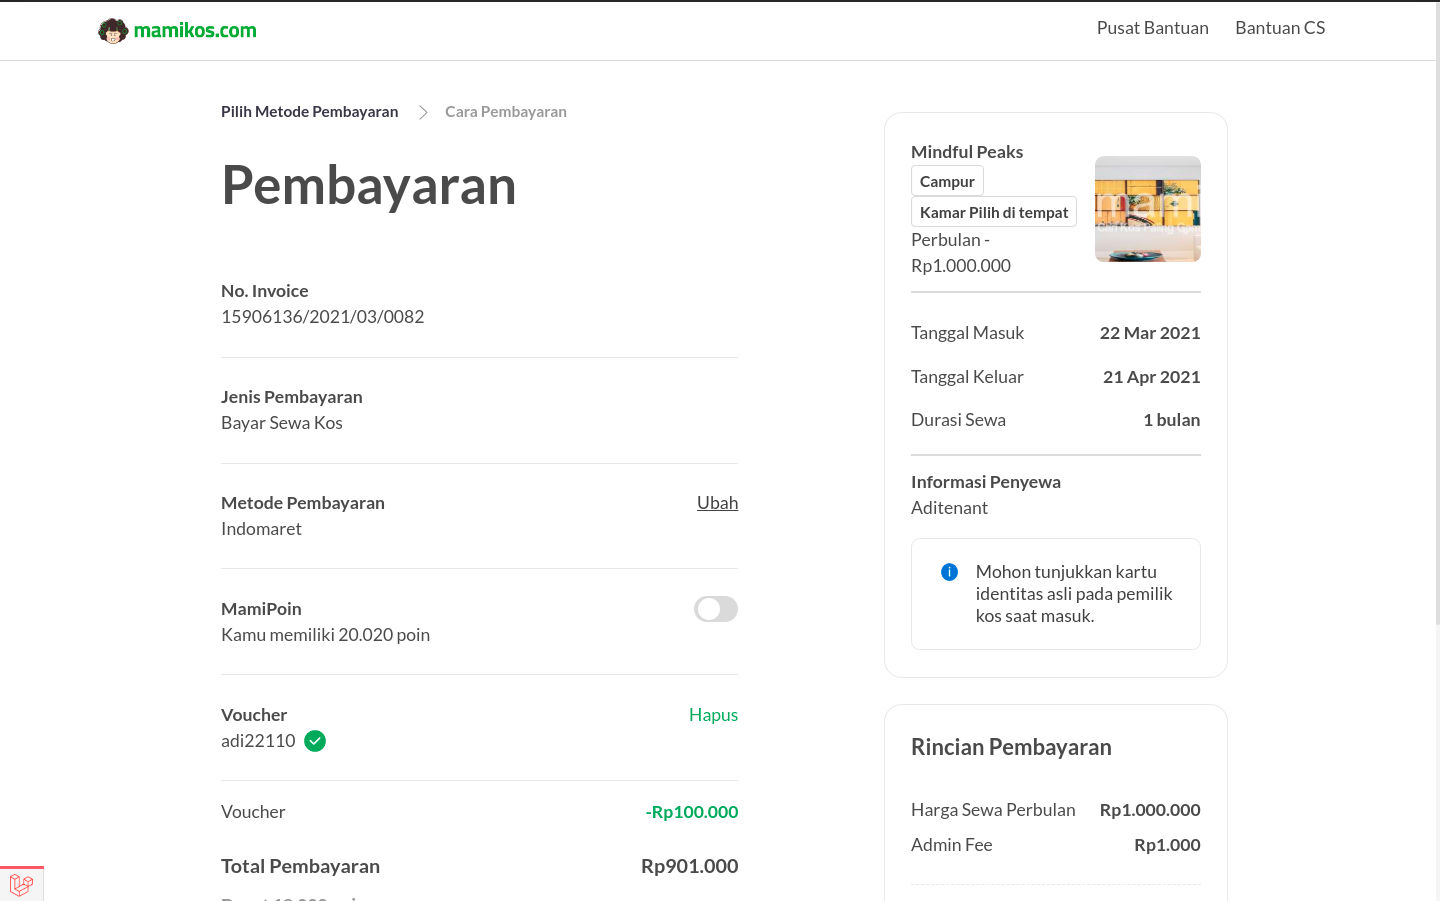 mamikos.com
Pusat Bantuan
Bantuan CS
Pilih Metode Pembayaran
Cara Pembayaran
Pembayaran
No. Invoice
15906136/2021/03/0082
Jenis Pembayaran
Bayar Sewa Kos
Metode Pembayaran
Ubah
Indomaret
MamiPoin
Kamu memiliki 20.020 poin
Voucher
Hapus
adi22110
Voucher
-Rp100.000
Total Pembayaran
Rp901.000
Mindful Peaks
Campur
Kamar Pilih di tempat
Perbulan -
Rp1.000.000
mam
Tanggal Masuk
22 Mar 2021
Tanggal Keluar
21 Apr 2021
Durasi Sewa
1 bulan
Informasi Penyewa
Aditenant
Mohon tunjukkan kartu
identitas asli pada pemilik
kos saat masuk.
Rincian Pembayaran
Harga Sewa Perbulan
Rp1.000.000
Admin Fee
Rp1.000